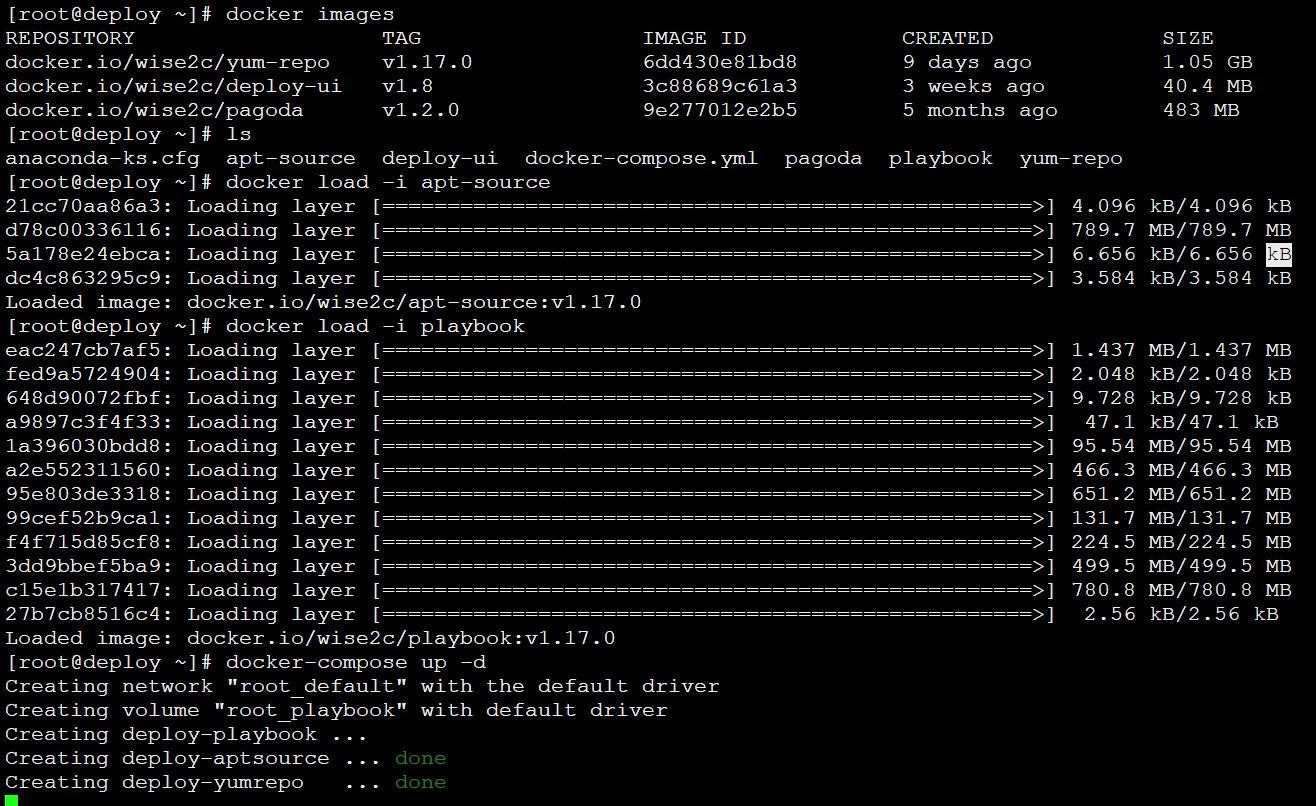 [root@deploy ~]# docker images
REPOSITORY TAG IMAGE ID CREATED SIZE
docker.io/wise2c/yum-repo v1.17.0 6dd430e81bd8 9 days ago 1.05 GB
docker.io/wise2c/deploy-ui v1.8 3c88689c61a3 3 weeks ago 40.4 MB
docker.io/wise2c/pagoda v1.2.0 9e277012e2b5 5 months ago 483 MB
[root@deploy ~]# ls
anaconda-ks.cfg apt-source deploy-ui docker-compose.yml pagoda playbook yum-repo
[root@deploy ~]# docker load -i apt-source
21cc70aa86a3: Loading layer [==================================================>] 4.096 kB/4.096 kB
d78c00336116: Loading layer [==================================================>] 789.7 MB/789.7 MB
5a178e24ebca: Loading layer [==================================================>] 6.656 kB/6.656 kB
dc4c863295c9: Loading layer [==================================================>] 3.584 kB/3.584 kB
Loaded image: docker.io/wise2c/apt-source:v1.17.0
[root@deploy ~]# docker load -i playbook
eac247cb7af5: Loading layer [==================================================>] 1.437 MB/1.437 MB
fed9a5724904: Loading layer [==================================================>] 2.048 kB/2.048 kB
648d90072fbf: Loading layer [==================================================>] 9.728 kB/9.728 kB
a9897c3f4f33: Loading layer [==================================================>] 47.1 kB/47.1 kB
1a396030bdd8: Loading layer [==================================================>] 95.54 MB/95.54 MB
a2e552311560: Loading layer [==================================================>] 466.3 MB/466.3 MB
95e803de3318: Loading layer [==================================================>] 651.2 MB/651.2 MB
99cef52b9ca1: Loading layer [==================================================>] 131.7 MB/131.7 MB
f4f715d85cf8: Loading layer [==================================================>] 224.5 MB/224.5 MB
3dd9bbef5ba9: Loading layer [==================================================>] 499.5 MB/499.5 MB
c15e1b317417: Loading layer [==================================================>] 780.8 MB/780.8 MB
27b7cb8516c4: Loading layer [==================================================>] 2.56 kB/2.56 kB
Loaded image: docker.io/wise2c/playbook:v1.17.0
[root@deploy ~]# docker-compose up -d
Creating network "root_default" with the default driver
Creating volume "root_playbook" with default driver
Creating deploy-playbook ...
Creating deploy-aptsource ... done
Creating deploy-yumrepo ... done